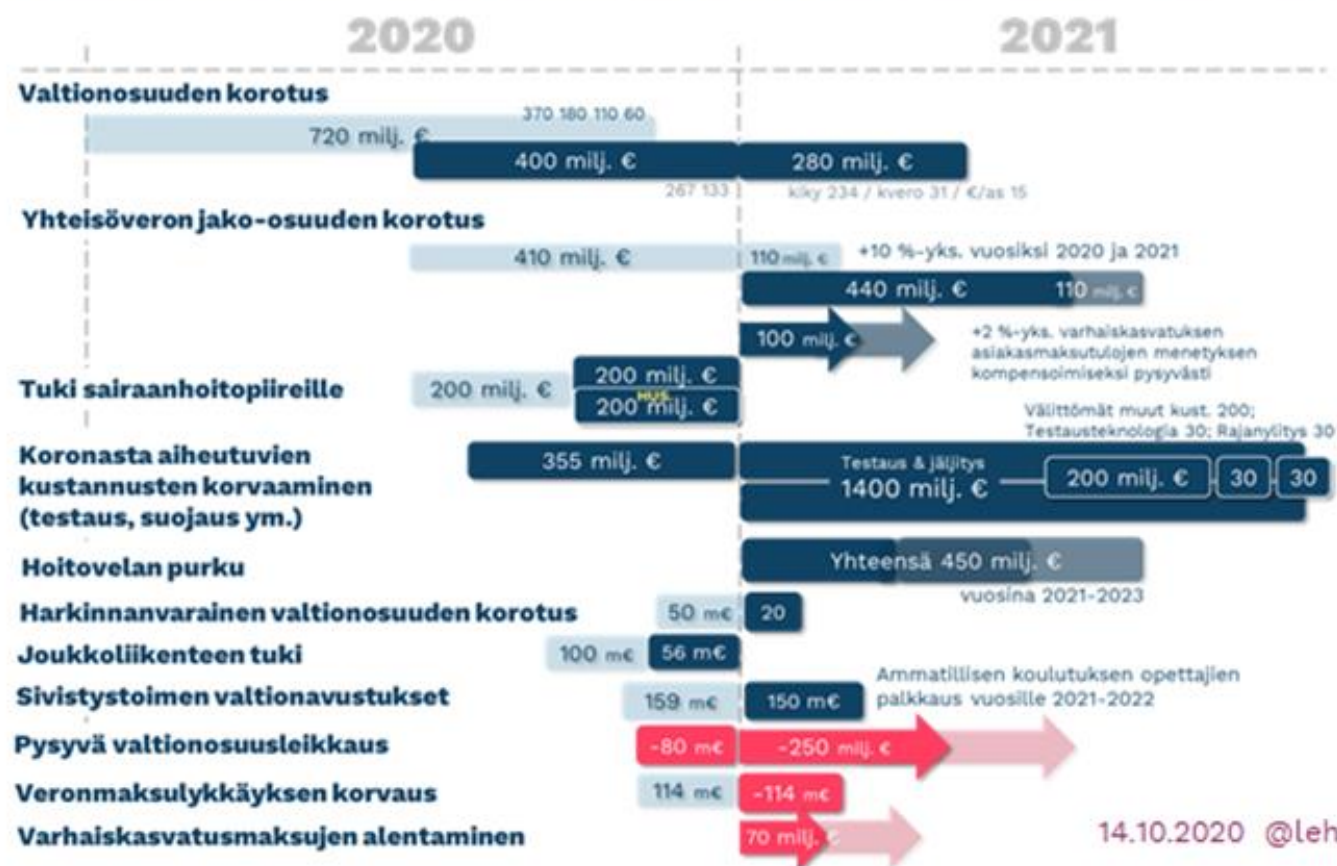 2020
2021
Valtionosuuden korotus
370 180 110 60
720 milj. €
400 milj. €
280 milj. €
267 133
kiky 234 / kvero 31 / €/as 15
Yhteisöveron jako-osuuden korotus
410 milj. €
110 milj. €
+10 %-yks. vuosiksi 2020 ja 2021
440 milj. €
110 milj. €
100 milj. €
+2 %-yks. varhaiskasvatuksen
asiakasmaksutulojen menetyksen
kompensoimiseksi pysyvästi
Tuki sairaanhoitopiireille
200 milj. €
200 milj. €
HUS
200 milj. €
Välittömät muut kust. 200;
Testausteknologia 30; Rajanylitys 30
Koronasta aiheutuvien
kustannusten korvaaminen
(testaus, suojaus ym.)
355 milj. €
Testaus & jäljitys
1400 milj. €
200 milj. €
30
30
Hoitovelan purku
Yhteensä 450 milj. €
vuosina 2021-2023
Harkinnanvarainen valtionosuuden korotus
50 m€
20
Joukkoliikenteen tuki
100 m€
56 m€
Sivistystoimen valtionavustukset
159 m€
150 m€
Ammatillisen koulutuksen opettajien
palkkaus vuosille 2021-2022
Pysyvä valtionosuusleikkaus
-80 m€
-250 milj. €
Veronmaksulykkäyksen korvaus
114 m€
-114 m€
Varhaiskasvatusmaksujen alentaminen
70 milj. €
14.10.2020 @leh